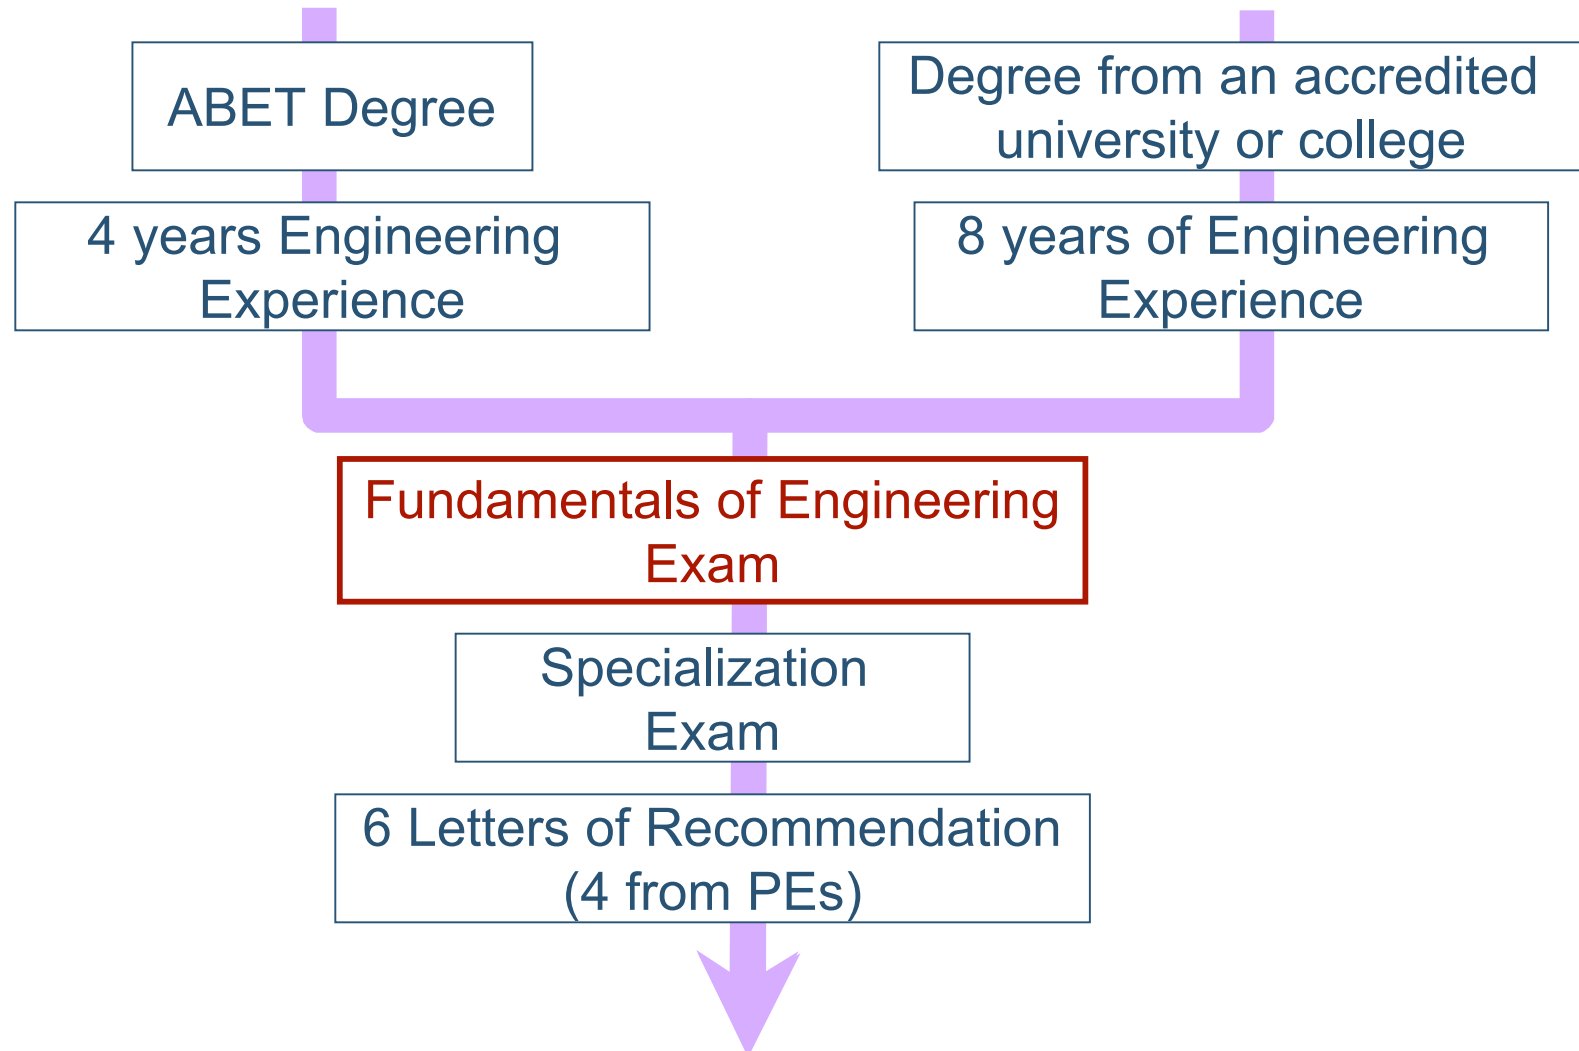 ABET Degree
Degree from an accredited
university or college
4 years Engineering
Experience
8 years of Engineering
Experience
Fundamentals of Engineering
Exam
Specialization
Exam
6 Letters of Recommendation
(4 from PEs)